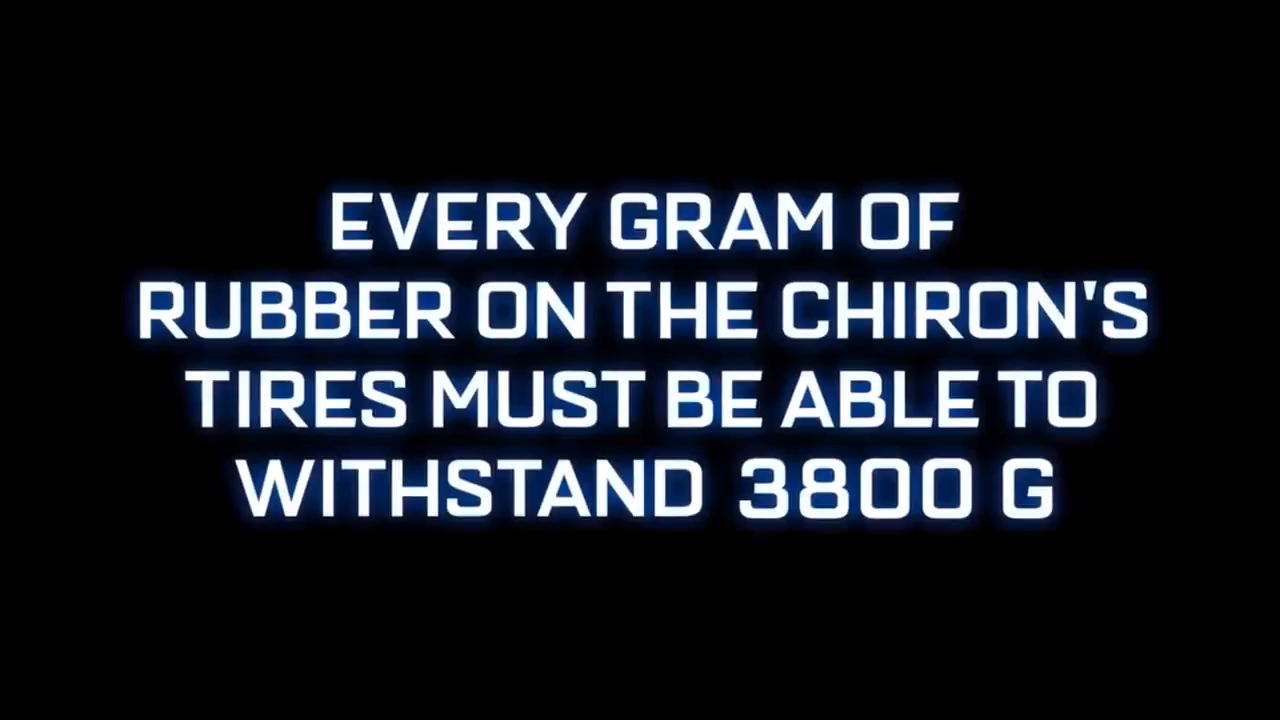 EVERY GRAM OF
RUBBER ON THE CHIRON'S
TIRES MUST BE ABLE TO
WITHSTAND 3800 G